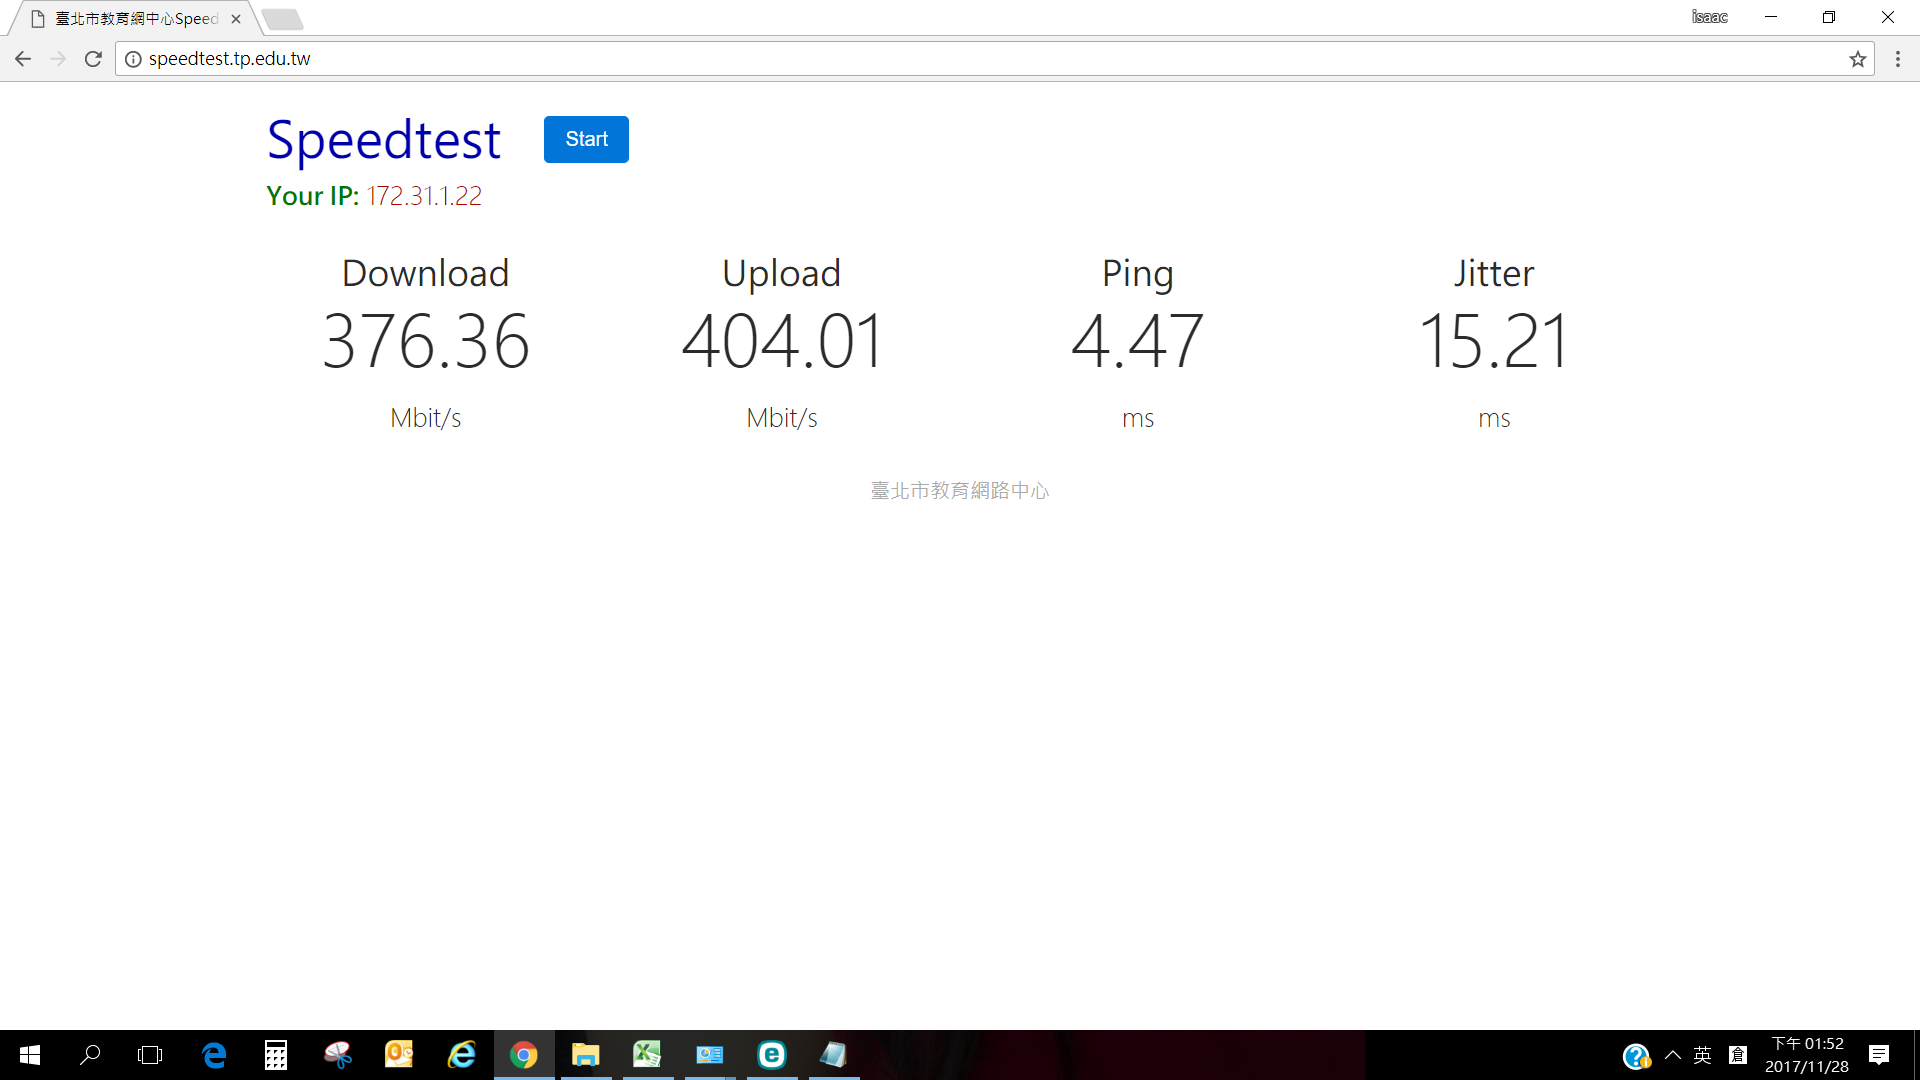 臺北市教育網中心Speed
isaac
speedtest.tp.edu.tw
Speedtest
Start
Your IP: 172.31.1.22
Download
Upload
Ping
Jitter
376.36
404.01
4.47
15.21
Mbit/s
Mbit/s
ms
ms
臺北市教育網路中心
英
倉
下午 01:52
2017/11/28